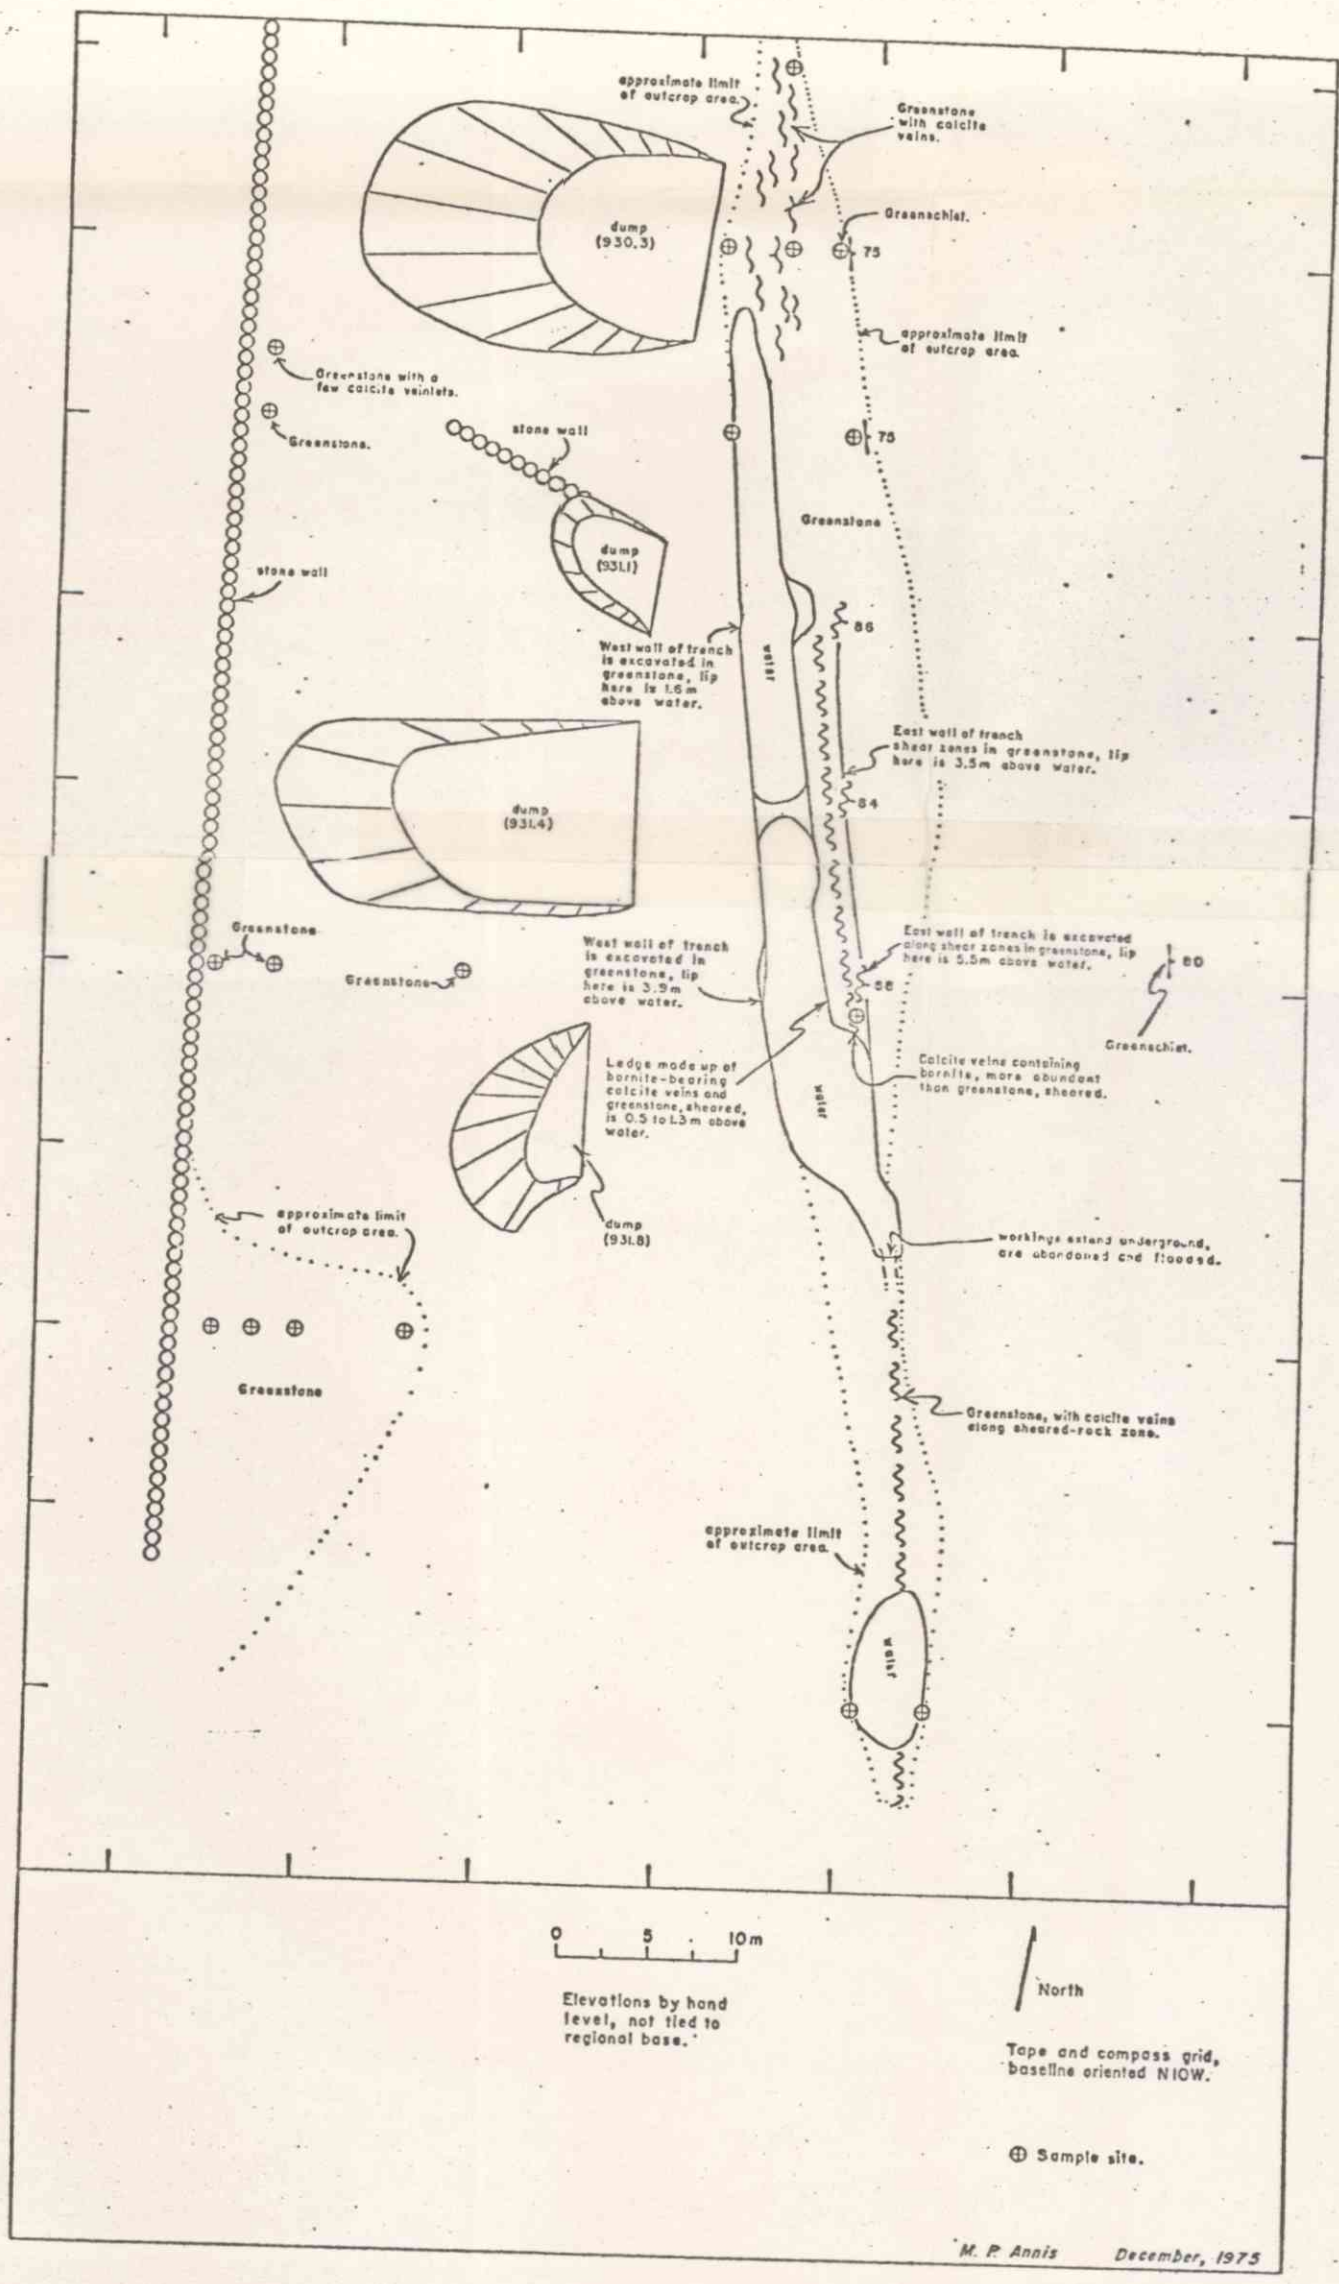 approximate limit
of outcrop area.
Greenstone
with calcite
veins.
dump
(930.3)
Greenschist.
75
approximate limit
of outcrop area.
Greenstone with a
few calcite veinlets.
Greenstone.
stone wall
75
Greenstone
dump
(931.1)
stone wall
86
West wall of trench
is excavated in
greenstone, lip
here is 1.6m
above water.
water
East wall of trench
shear zones in greenstone, lip
here is 3.5m above water.
84
dump
(931.4)
Greenstone
Greenstone
West wall of trench
is excavated in
greenstone, lip
here is 3.9m
above water.
East wall of trench is excavated
along shear zones in greenstone, lip
here is 5.5m above water.
80
Greenschist.
Ledge made up of
bornite-bearing
calcite veins and
greenstone, sheared,
is 0.5 to 1.3m above
water.
water
Calcite veins containing
bornite, more abundant
than greenstone, sheared.
approximate limit
of outcrop area.
dump
(931.8)
workings extend underground,
are abandoned and flooded.
Greenstone
Greenstone, with calcite veins
along sheared-rock zone.
approximate limit
of outcrop area.
water
0 5 10m
Elevations by hand
level, not tied to
regional base.
North
Tape and compass grid,
baseline oriented N10W.
Sample site.
M. P. Annis December, 1975